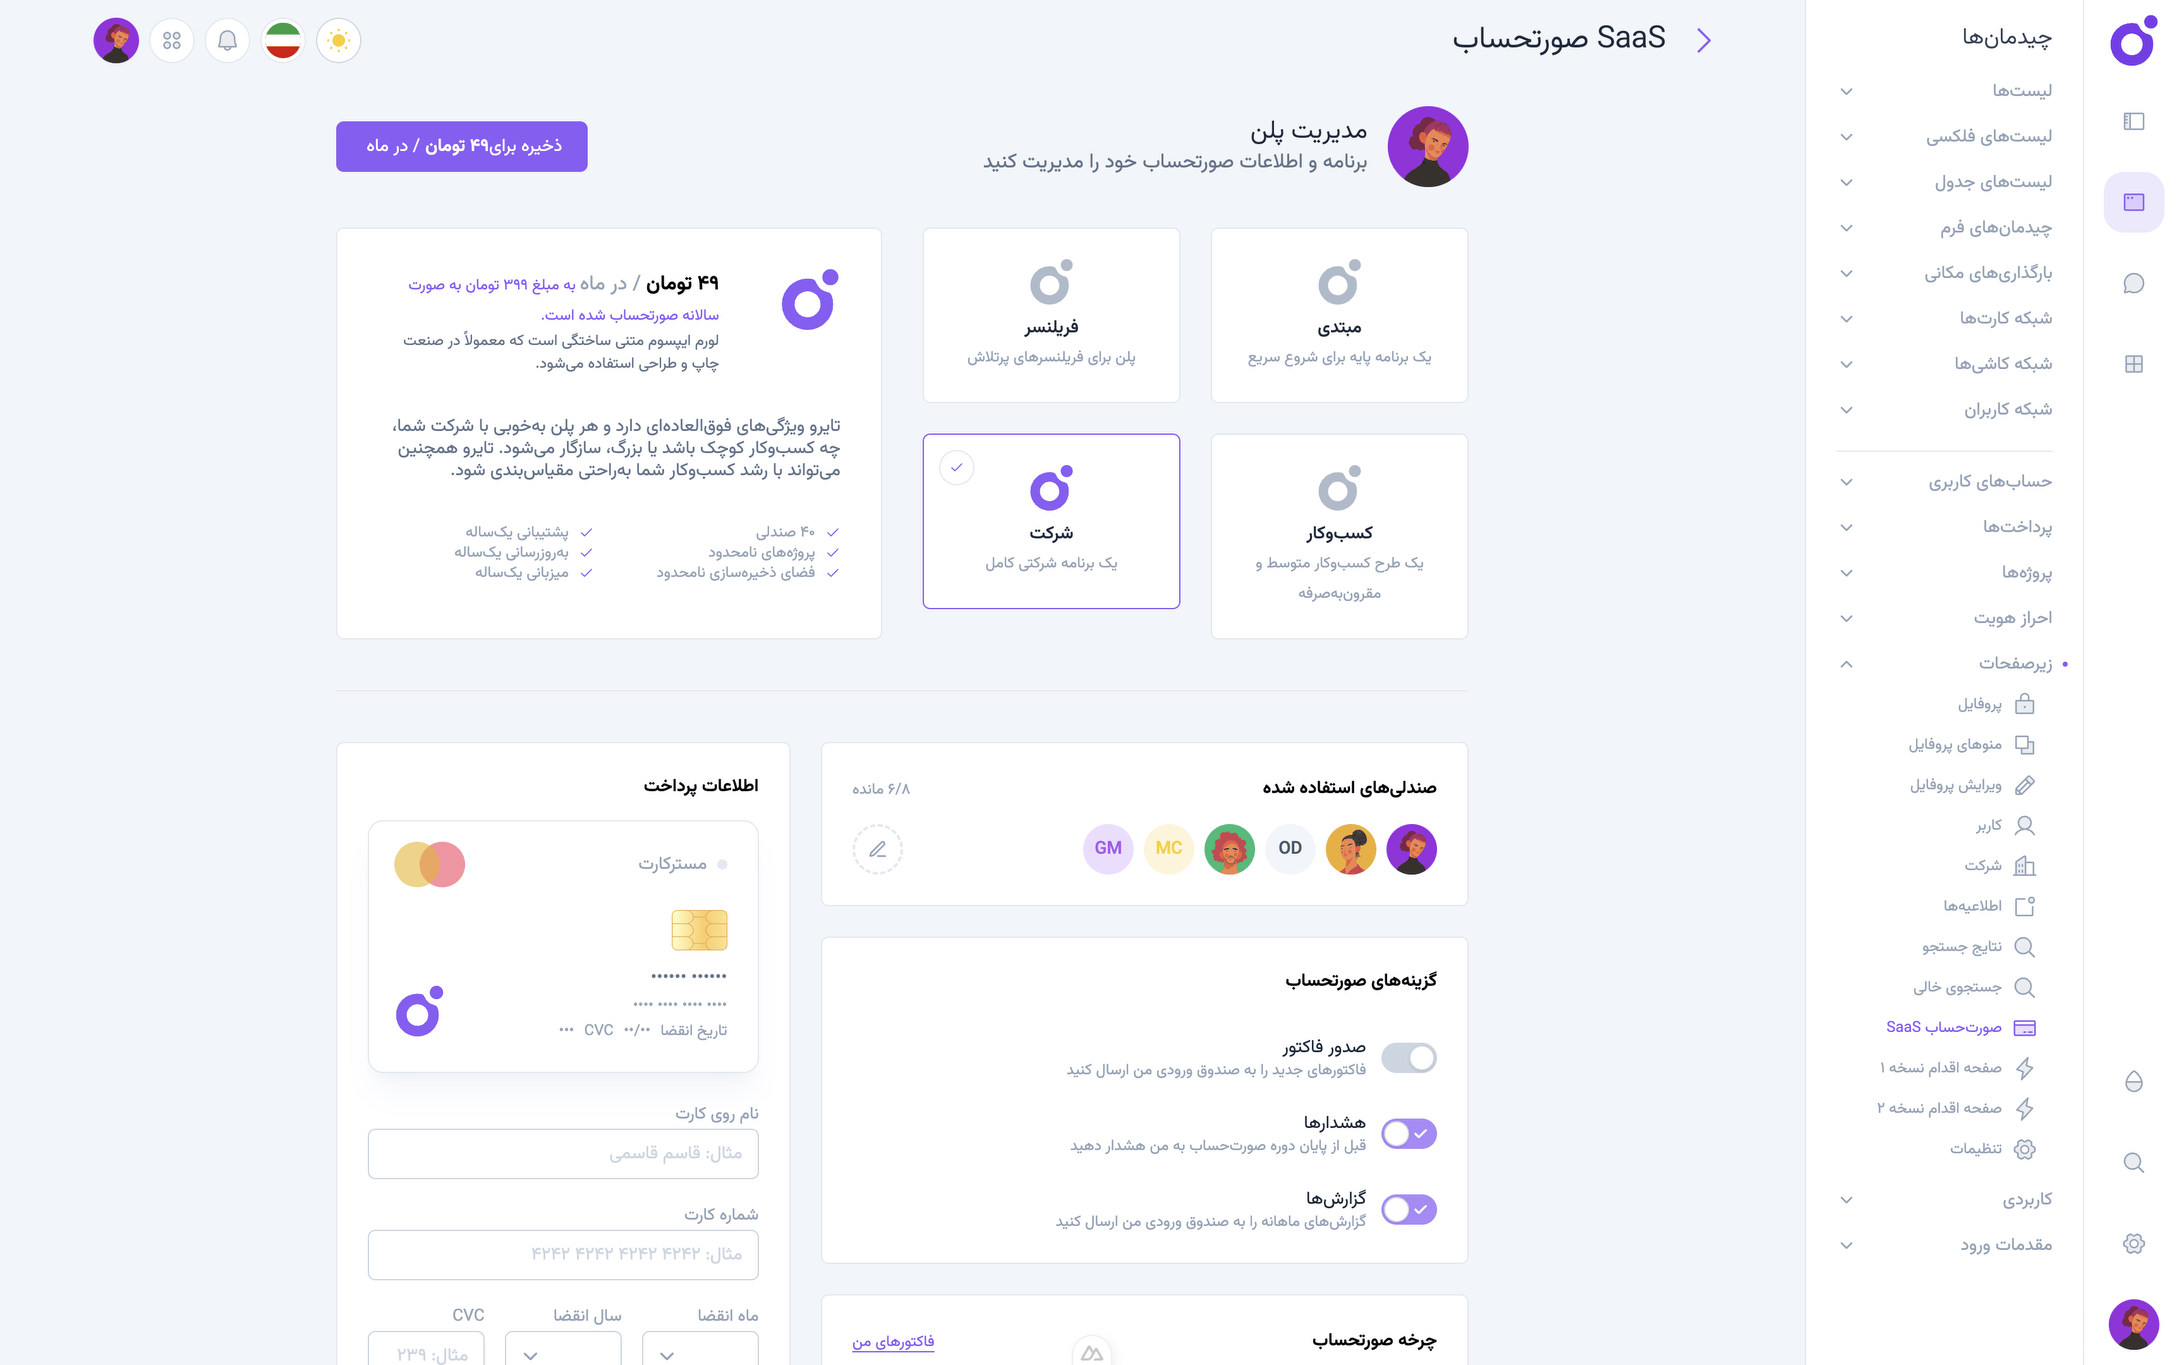 چیدمان‌ها
لیست‌ها
لیست‌های فلکسی
لیست‌های جدول
چیدمان‌های فرم
بارگذاری‌های مکانی
شبکه کارت‌ها
شبکه کاشی‌ها
شبکه کاربران
حساب‌های کاربری
پرداخت‌ها
پروژه‌ها
احراز هویت
زیرصفحات
پروفایل
منوهای پروفایل
ویرایش پروفایل
کاربر
شرکت
اطلاعیه‌ها
نتایج جستجو
جستجوی خالی
صورت‌حساب SaaS
صفحه اقدام نسخه ۱
صفحه اقدام نسخه ۲
تنظیمات
کاربردی
مقدمات ورود
SaaS صورتحساب
مدیریت پلن
برنامه و اطلاعات صورتحساب خود را مدیریت کنید
ذخیره برای۴۹ تومان / در ماه
مبتدی
یک برنامه پایه برای شروع سریع
فریلنسر
پلن برای فریلنسرهای پرتلاش
کسب‌وکار
یک طرح کسب‌وکار متوسط و
مقرون‌به‌صرفه
شرکت
یک برنامه شرکتی کامل
۴۹ تومان / در ماه به مبلغ ۳۹۹ تومان به صورت
سالانه صورتحساب شده است.
لورم ایپسوم متنی ساختگی است که معمولاً در صنعت
چاپ و طراحی استفاده می‌شود.
تایرو ویژگی‌های فوق‌العاده‌ای دارد و هر پلن به‌خوبی با شرکت شما،
چه کسب‌وکار کوچک باشد یا بزرگ، سازگار می‌شود. تایرو همچنین
می‌تواند با رشد کسب‌وکار شما به‌راحتی مقیاس‌بندی شود.
۴۰ صندلی
پروژه‌های نامحدود
فضای ذخیره‌سازی نامحدود
پشتیبانی یک‌ساله
به‌روزرسانی یک‌ساله
میزبانی یک‌ساله
صندلی‌های استفاده شده
۶/۸ مانده
OD
MC
GM
گزینه‌های صورتحساب
صدور فاکتور
فاکتورهای جدید را به صندوق ورودی من ارسال کنید
هشدارها
قبل از پایان دوره صورت‌حساب به من هشدار دهید
گزارش‌ها
گزارش‌های ماهانه را به صندوق ورودی من ارسال کنید
چرخه صورتحساب
فاکتورهای من
اطلاعات پرداخت
مسترکارت
•••••• ••••••
•••• •••• •••• ••••
تاریخ انقضا ••/•• CVC •••
نام روی کارت
مثال: قاسم قاسمی
شماره کارت
مثال: ۴۲۴۲ ۴۲۴۲ ۴۲۴۲ ۴۲۴۲
ماه انقضا
سال انقضا
CVC
مثال: ۲۳۹